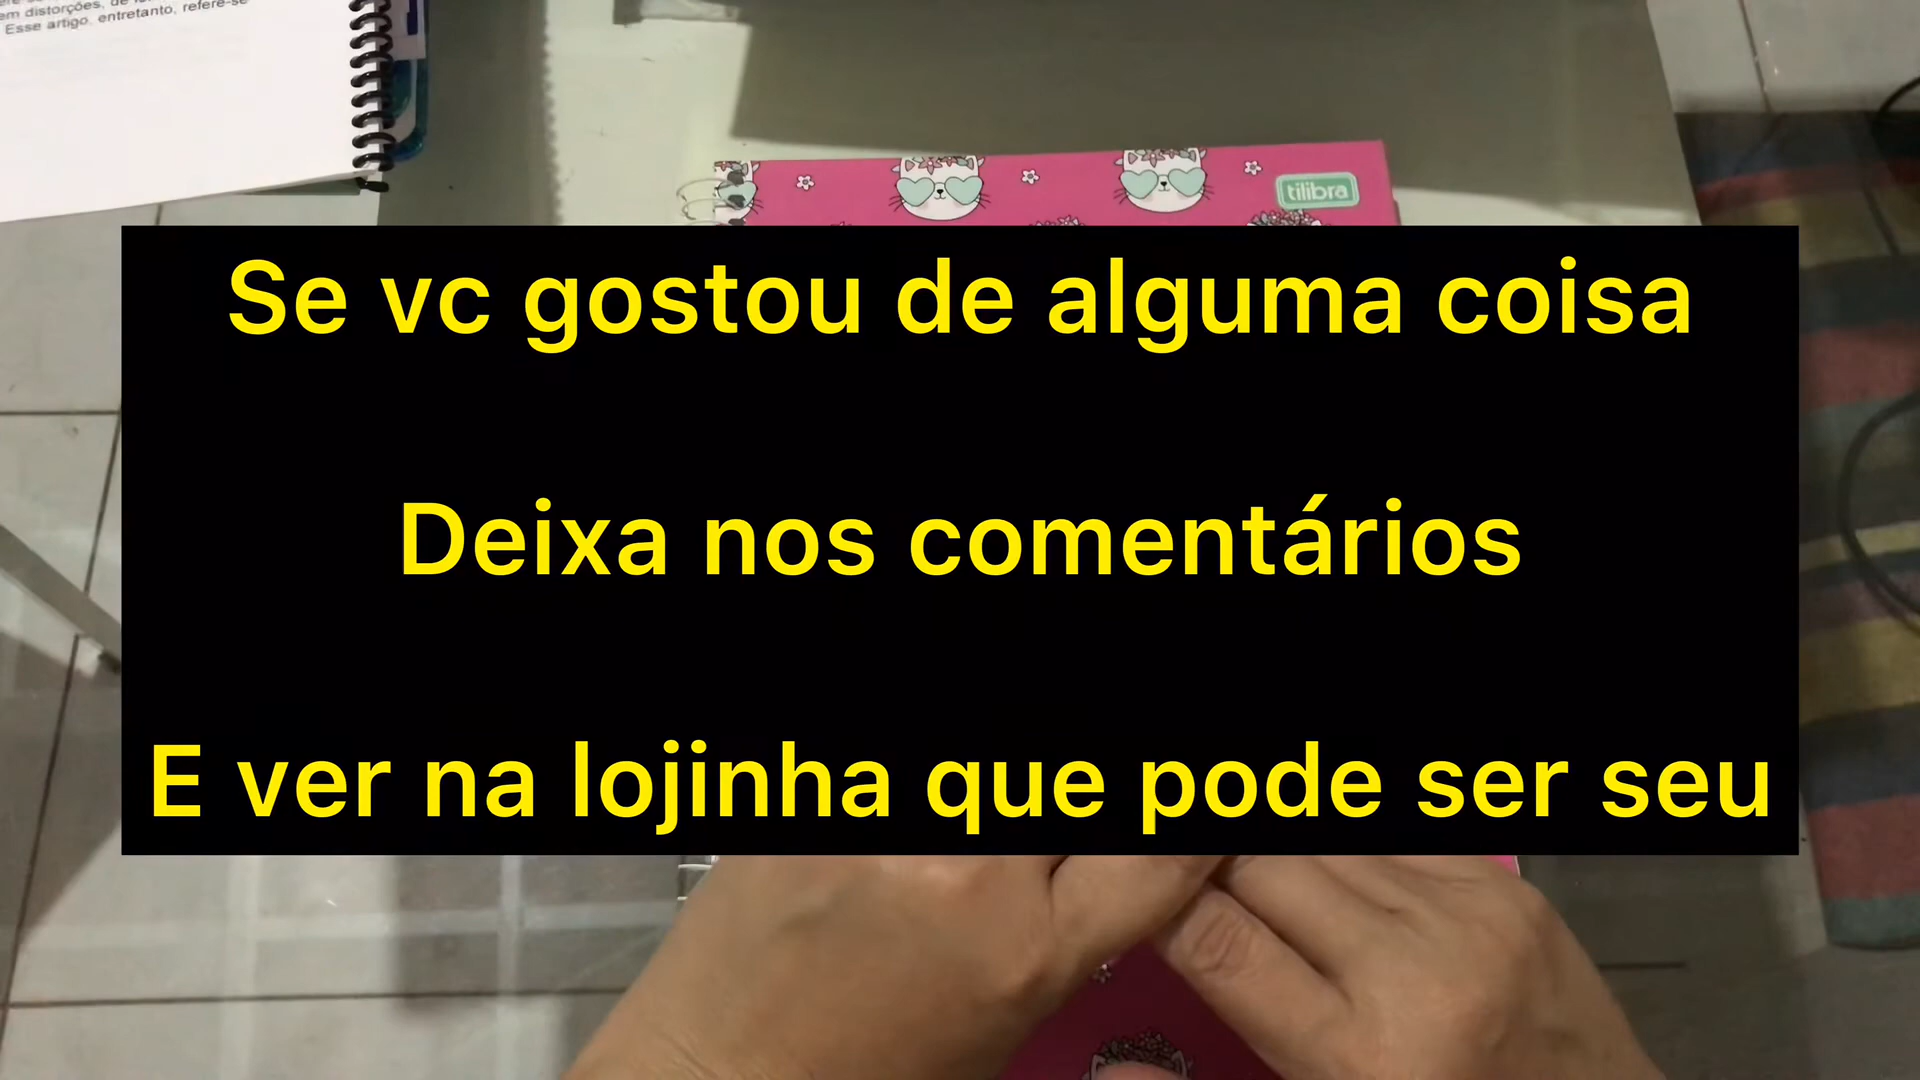 em distorções, de
Esse artigo, entretanto, refere-se
tilibra
Se vc gostou de alguma coisa
Deixa nos comentários
E ver na lojinha que pode ser seu